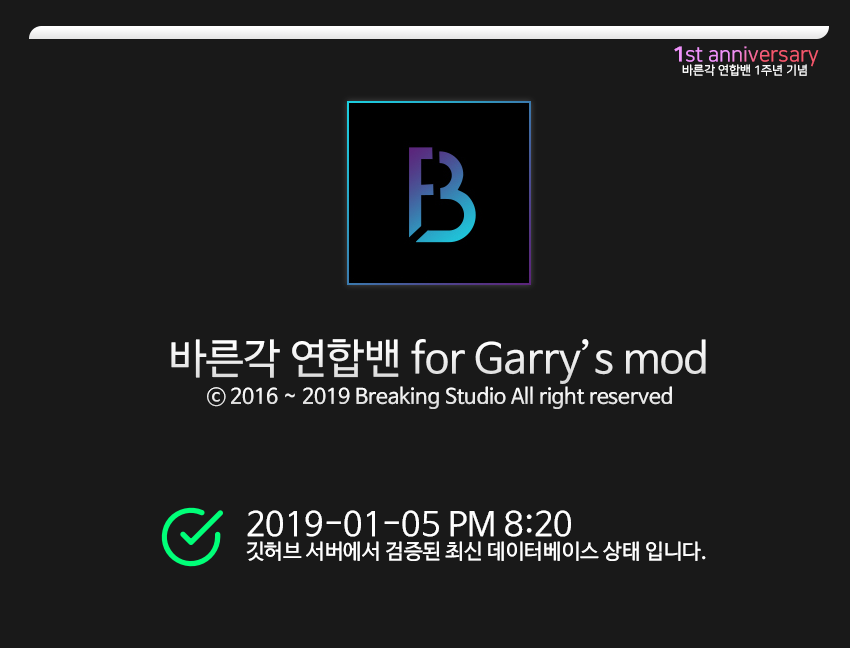 1st anniversary
바른각 연합밴 1주년 기념
B
바른각 연합밴 for Garry's mod
ⓒ 2016 ~ 2019 Breaking Studio All right reserved
2019-01-05 PM 8:20
깃허브 서버에서 검증된 최신 데이터베이스 상태 입니다.